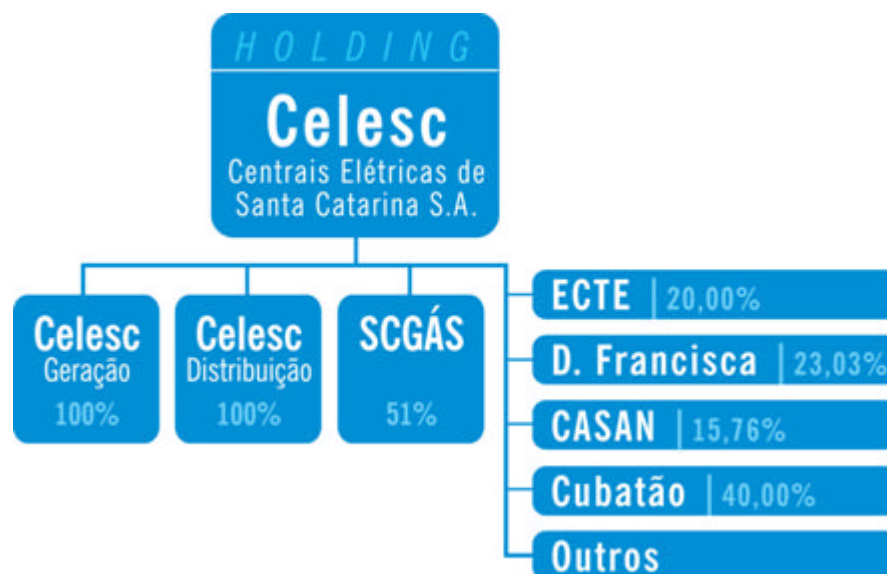 HOLDING
Celesc
Centrais Elétricas de
Santa Catarina S.A.
Celesc
Geração
100%
Celesc
Distribuição
100%
SCGÁS
51%
ECTE | 20,00%
D. Francisca | 23,03%
CASAN | 15,76%
Cubatão | 40,00%
Outros